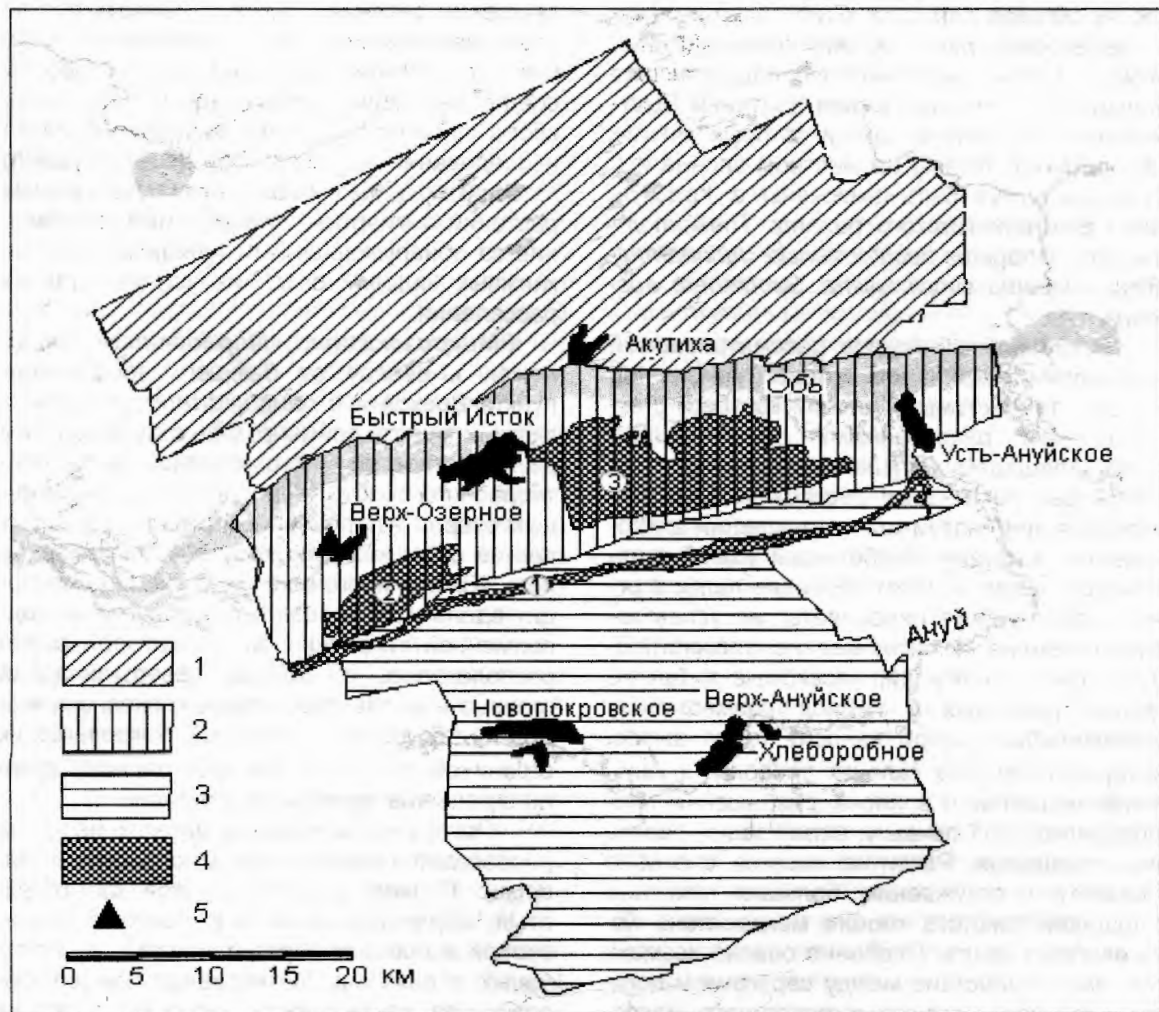 Акутиха
Обь
Быстрый Исток
Усть-Ануйское
3
Верх-Озерное
2
1
Ануй
1
Верх-Ануйское
Новопокровское
2
Хлеборобное
3
4
5
0 5 10 15 20 км